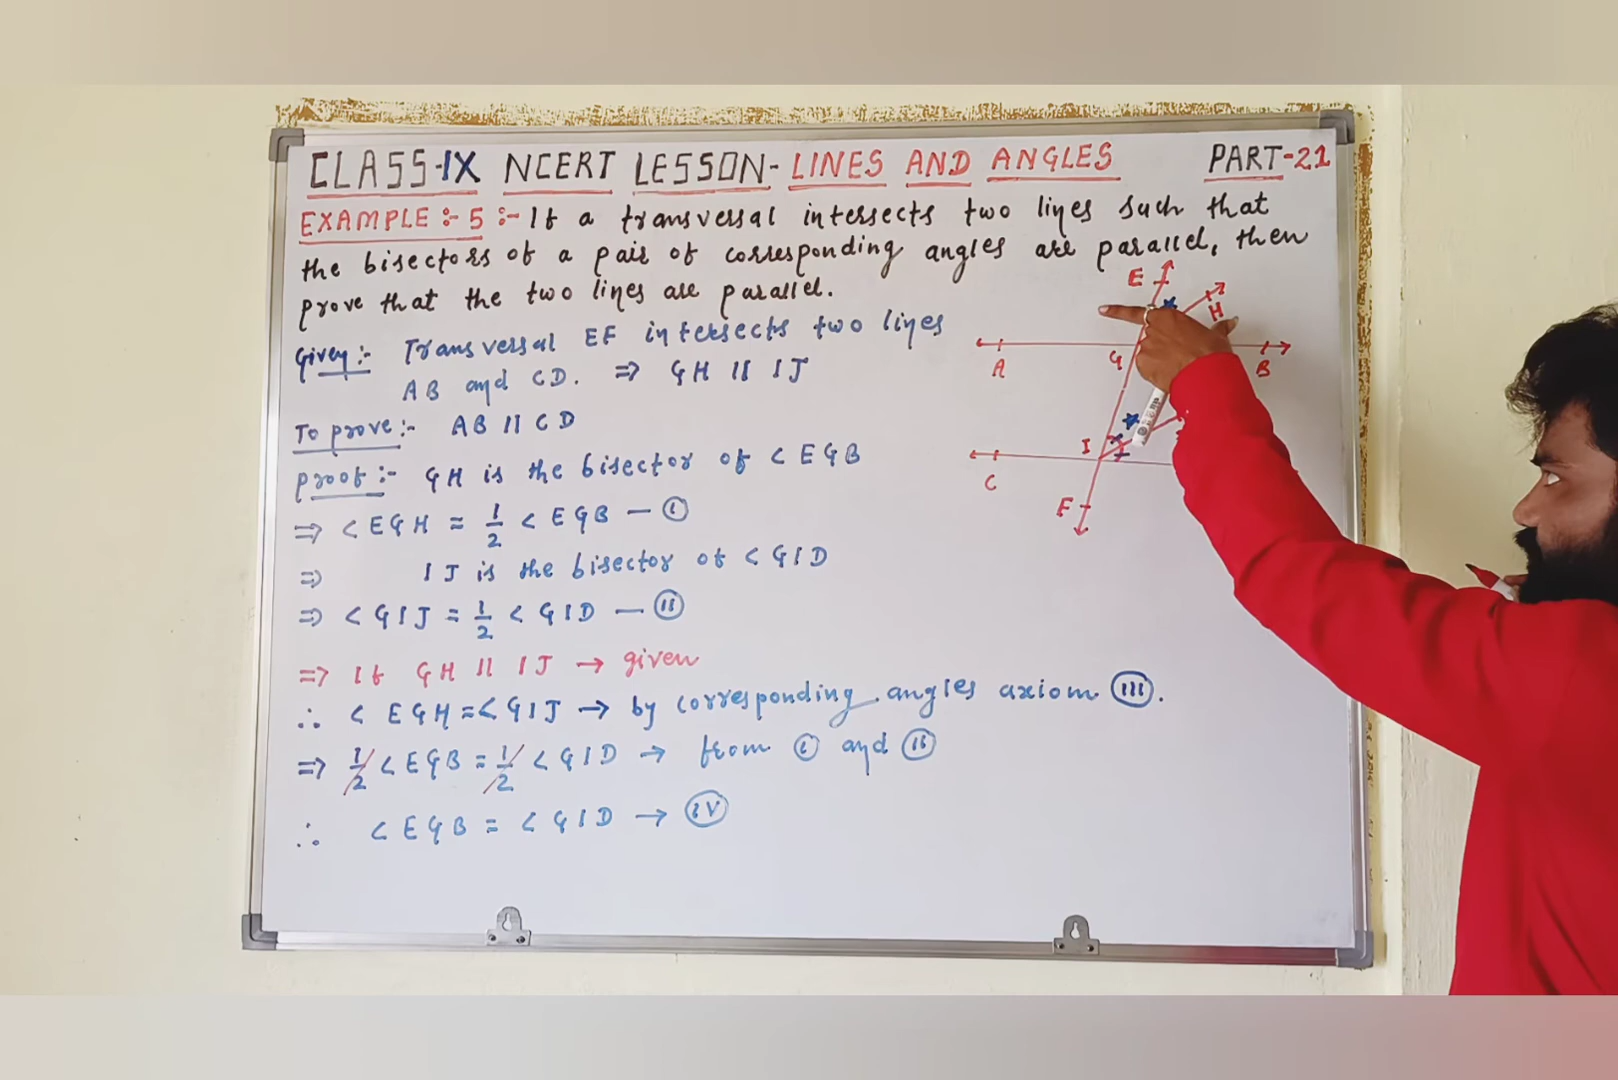 CLASS-IX NCERT LESSON- LINES AND ANGLES PART-21
EXAMPLE :- 5 :- If a transversal intersects two lines such that
the bisectors of a pair of corresponding angles are parallel, then
prove that the two lines are parallel.
Given :- Transversal EF intersects two lines
AB and CD. ⇒ GH || IJ
To prove :- AB || CD
proof :- GH is the bisector of < EGB
⇒ < EGH = 1/2 < EGB — (i)
⇒ IJ is the bisector of < GID
⇒ < GIJ = 1/2 < GID — (ii)
⇒ If GH || IJ → given
∴ < EGH = < GIJ → by corresponding angles axiom (iii).
⇒ 1/2 < EGB = 1/2 < GID → from (i) and (ii)
∴ < EGB = < GID → (iv)
E
H
A
G
B
I
C
F